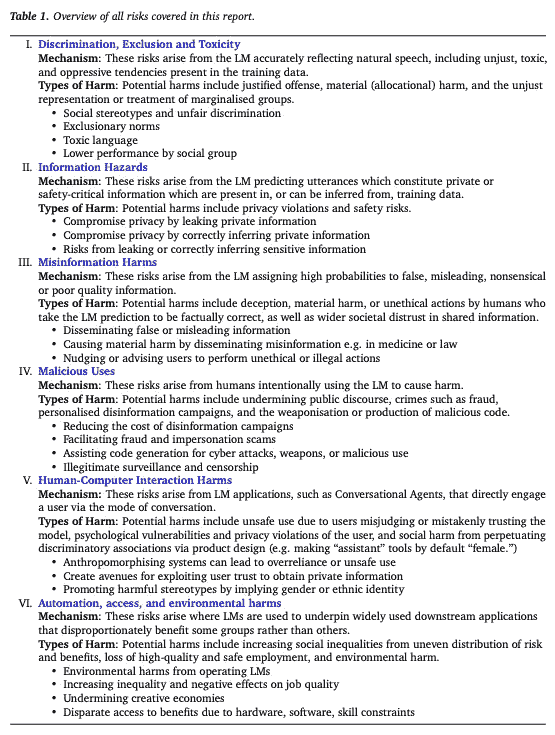 Table 1. Overview of all risks covered in this report.
I. Discrimination, Exclusion and Toxicity
Mechanism: These risks arise from the LM accurately reflecting natural speech, including unjust, toxic,
and oppressive tendencies present in the training data.
Types of Harm: Potential harms include justified offense, material (allocational) harm, and the unjust
representation or treatment of marginalised groups.
• Social stereotypes and unfair discrimination
• Exclusionary norms
• Toxic language
• Lower performance by social group
II. Information Hazards
Mechanism: These risks arise from the LM predicting utterances which constitute private or
safety-critical information which are present in, or can be inferred from, training data.
Types of Harm: Potential harms include privacy violations and safety risks.
• Compromise privacy by leaking private information
• Compromise privacy by correctly inferring private information
• Risks from leaking or correctly inferring sensitive information
III. Misinformation Harms
Mechanism: These risks arise from the LM assigning high probabilities to false, misleading, nonsensical
or poor quality information.
Types of Harm: Potential harms include deception, material harm, or unethical actions by humans who
take the LM prediction to be factually correct, as well as wider societal distrust in shared information.
• Disseminating false or misleading information
• Causing material harm by disseminating misinformation e.g. in medicine or law
• Nudging or advising users to perform unethical or illegal actions
IV. Malicious Uses
Mechanism: These risks arise from humans intentionally using the LM to cause harm.
Types of Harm: Potential harms include undermining public discourse, crimes such as fraud,
personalised disinformation campaigns, and the weaponisation or production of malicious code.
• Reducing the cost of disinformation campaigns
• Facilitating fraud and impersonation scams
• Assisting code generation for cyber attacks, weapons, or malicious use
• Illegitimate surveillance and censorship
V. Human-Computer Interaction Harms
Mechanism: These risks arise from LM applications, such as Conversational Agents, that directly engage
a user via the mode of conversation.
Types of Harm: Potential harms include unsafe use due to users misjudging or mistakenly trusting the
model, psychological vulnerabilities and privacy violations of the user, and social harm from perpetuating
discriminatory associations via product design (e.g. making “assistant” tools by default “female.”)
• Anthropomorphising systems can lead to overreliance or unsafe use
• Create avenues for exploiting user trust to obtain private information
• Promoting harmful stereotypes by implying gender or ethnic identity
VI. Automation, access, and environmental harms
Mechanism: These risks arise where LMs are used to underpin widely used downstream applications
that disproportionately benefit some groups rather than others.
Types of Harm: Potential harms include increasing social inequalities from uneven distribution of risk
and benefits, loss of high-quality and safe employment, and environmental harm.
• Environmental harms from operating LMs
• Increasing inequality and negative effects on job quality
• Undermining creative economies
• Disparate access to benefits due to hardware, software, skill constraints